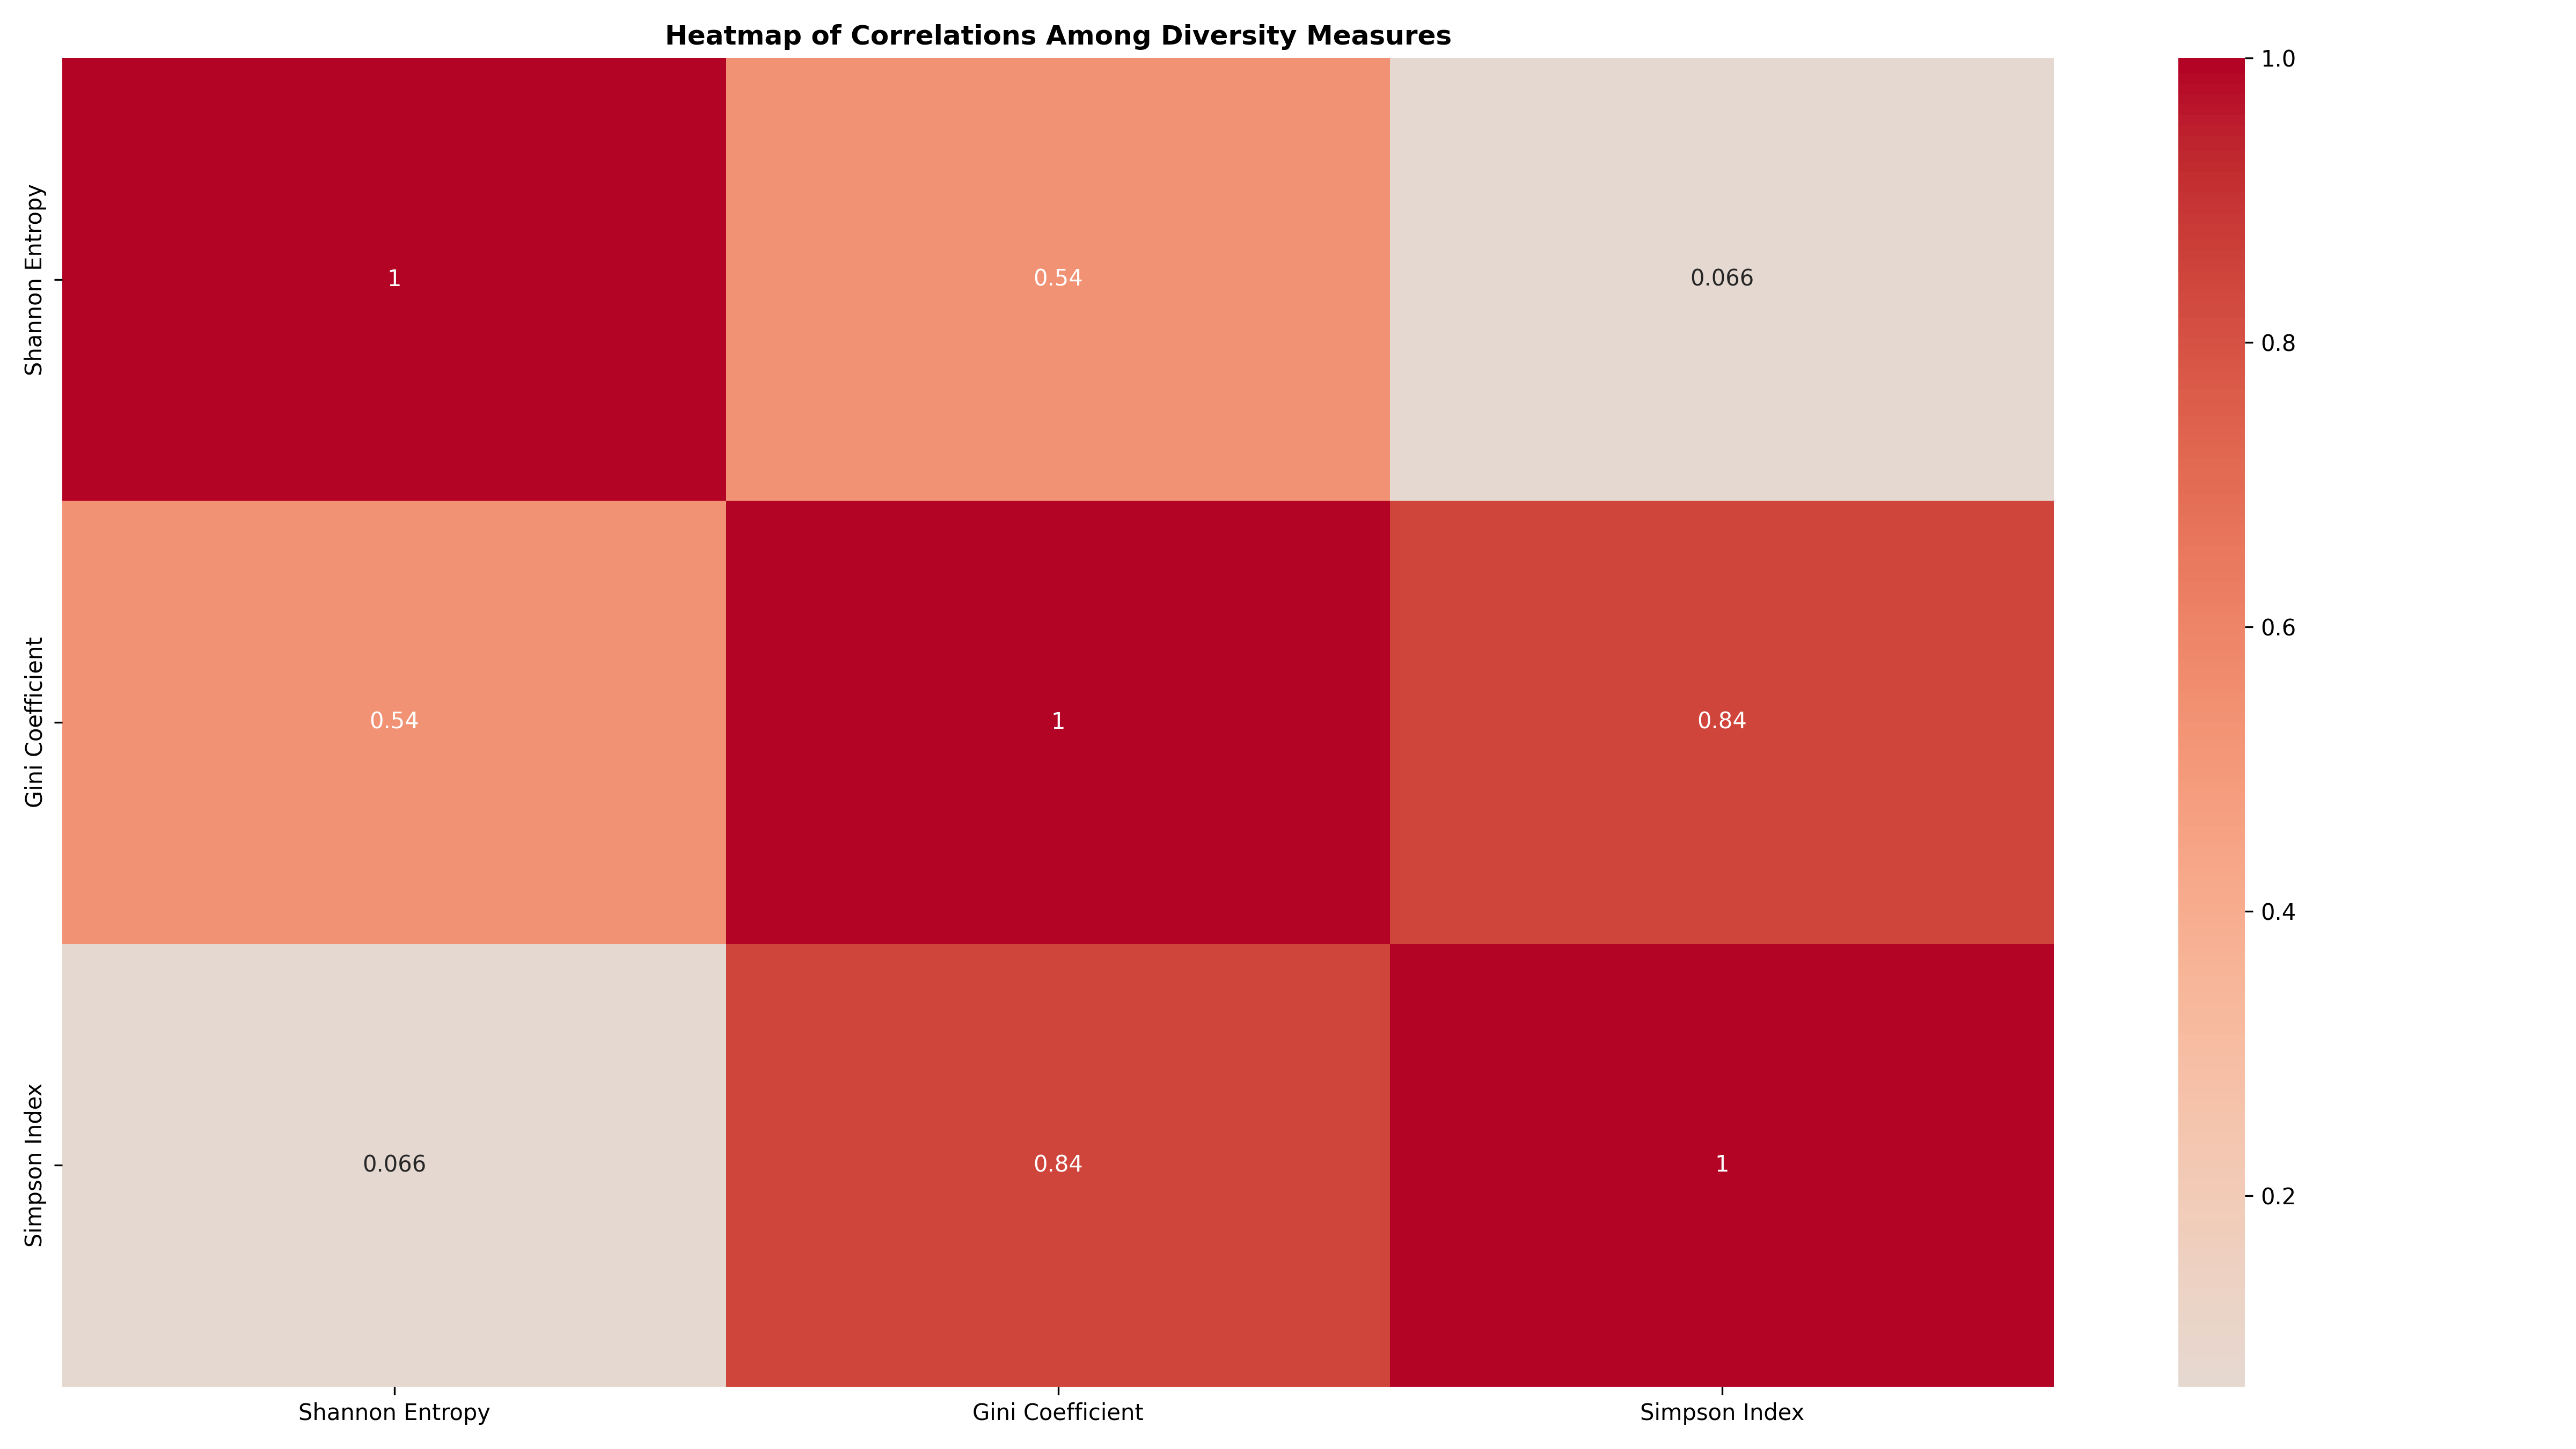 Heatmap of Correlations Among Diversity Measures
Shannon Entropy
Gini Coefficient
Simpson Index
1
0.54
0.066
0.54
1
0.84
0.066
0.84
1
Shannon Entropy
Gini Coefficient
Simpson Index
1.0
0.8
0.6
0.4
0.2